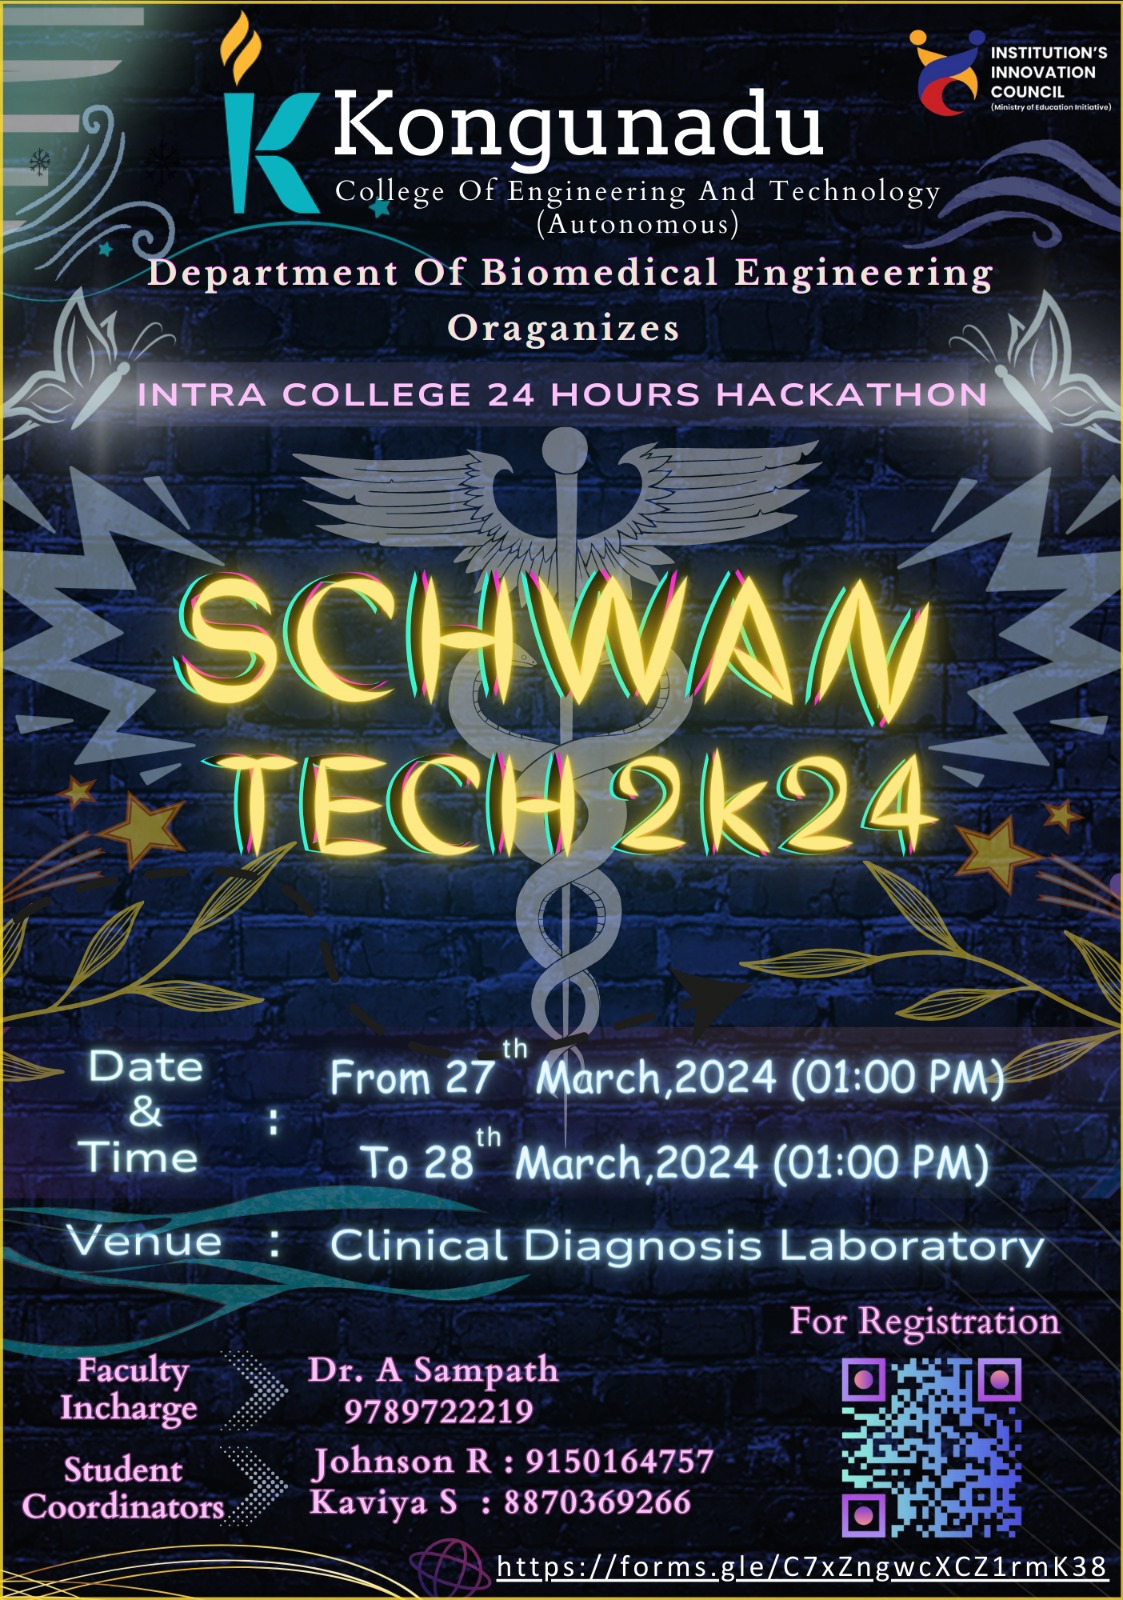 INSTITUTION'S
INNOVATION
COUNCIL
(Ministry of Education Initiative)
Kongunadu
College Of Engineering And Technology
(Autonomous)
Department Of Biomedical Engineering
Oraganizes
INTRA COLLEGE 24 HOURS HACKATHON
SCHWAN
TECH 2k24
Date
&
Time
:
From 27th March,2024 (01:00 PM)
To 28th March,2024 (01:00 PM)
Venue : Clinical Diagnosis Laboratory
For Registration
Faculty
Incharge
Dr. A Sampath
9789722219
Student
Coordinators
Johnson R : 9150164757
Kaviya S : 8870369266
https://forms.gle/C7xZngwcXCZ1rmK38